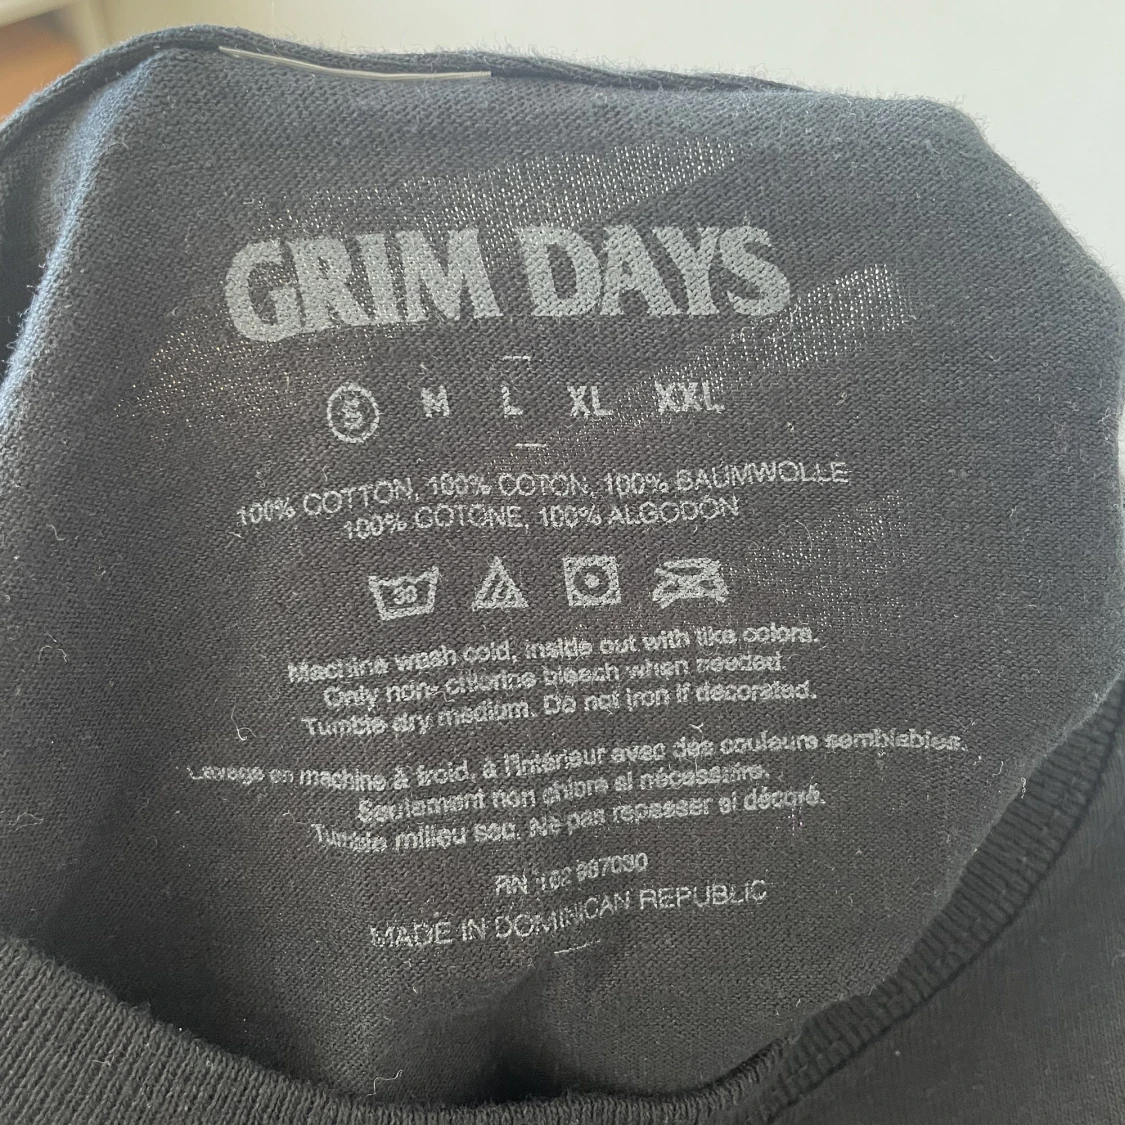 GRIM DAYS
S M L XL XXL
100% COTTON, 100% COTON, 100% BAUMWOLLE
100% COTONE, 100% ALGODÓN
30
Machine wash cold, inside out with like colors.
Only non-chlorine bleach when needed.
Tumble dry medium. Do not iron if decorated.
Lavage en machine à froid, à l'intérieur avec des couleurs semblables.
Seulement non chlore si nécessaire.
Tumble milieu sec. Ne pas repasser si décoré.
RN
MADE IN DOMINICAN REPUBLIC